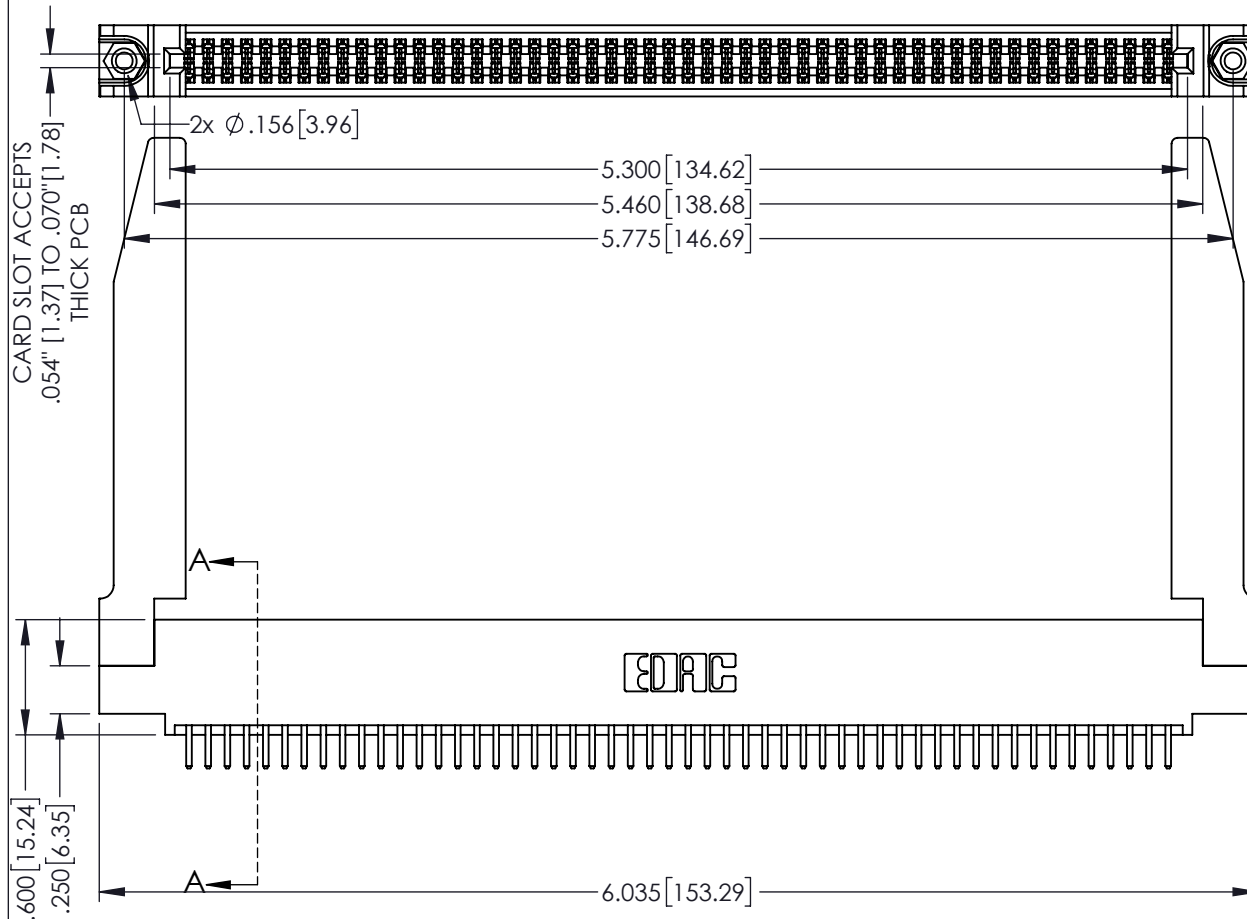 2x Ø.156[3.96]
CARD SLOT ACCEPTS
.054" [1.37] TO .070"[1.78]
THICK PCB
5.300[134.62]
5.460[138.68]
5.775[146.69]
A
EDAC
.600[15.24]
.250[6.35]
A
6.035[153.29]